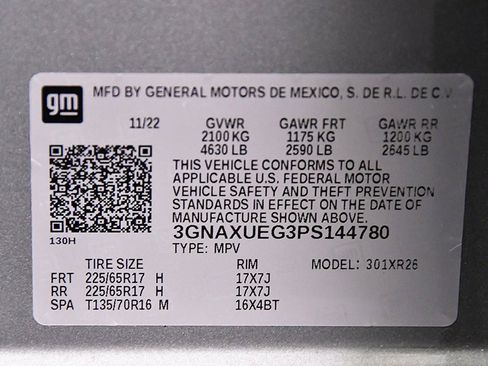 gm MFD BY GENERAL MOTORS DE MEXICO, S. DE R.L. DE C.V
11/22 GVWR GAWR FRT GAWR RR
2100 KG 1175 KG 1200 KG
4630 LB 2590 LB 2645 LB
THIS VEHICLE CONFORMS TO ALL
APPLICABLE U.S. FEDERAL MOTOR
VEHICLE SAFETY AND THEFT PREVENTION
STANDARDS IN EFFECT ON THE DATE OF
MANUFACTURE SHOWN ABOVE.
3GNAXUEG3PS144780
130H
TYPE: MPV
TIRE SIZE RIM MODEL: 301XR26
FRT 225/65R17 H 17X7J
RR 225/65R17 H 17X7J
SPA T135/70R16 M 16X4BT